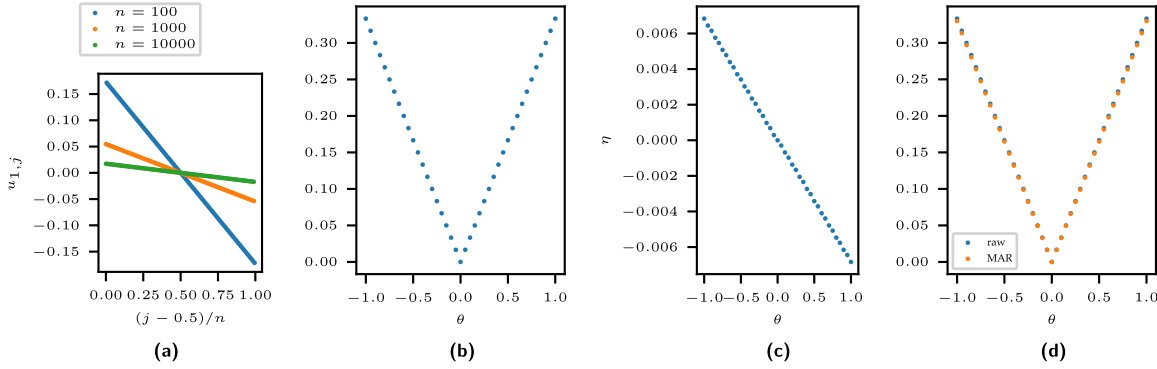 n = 100
n = 1000
n = 10000
0.15
0.10
0.05
0.00
−0.05
−0.10
−0.15
u1,j
0.00 0.25 0.50 0.75 1.00
(j − 0.5)/n
(a)
0.30
0.25
0.20
0.15
0.10
0.05
0.00
−1.0 −0.5 0.0 0.5 1.0
θ
(b)
0.006
0.004
0.002
0.000
−0.002
−0.004
−0.006
η
−1.0 −0.5 0.0 0.5 1.0
θ
(c)
0.30
0.25
0.20
0.15
0.10
0.05
0.00
raw
MAR
−1.0 −0.5 0.0 0.5 1.0
θ
(d)